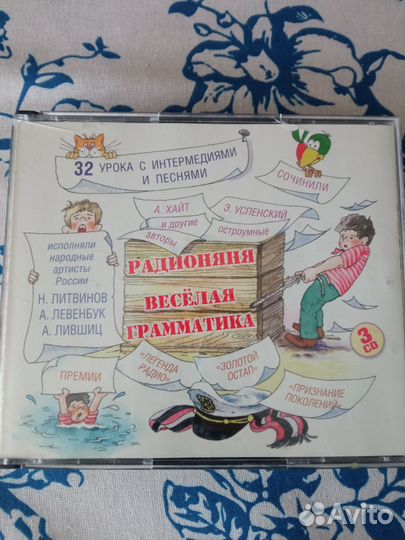 32 УРОКА С ИНТЕРМЕДИЯМИ
И ПЕСНЯМИ
СОЧИНИЛИ
А. ХАЙТ
и другие
авторы
Э. УСПЕНСКИЙ
остроумные
исполняли
народные
артисты
России
Н. ЛИТВИНОВ
А. ЛЕВЕНБУК
А. ЛИВШИЦ
РАДИОНЯНЯ
ВЕСЁЛАЯ
ГРАММАТИКА
3 CD
ПРЕМИИ
"ЛЕГЕНДА
РАДИО"
"ЗОЛОТОЙ
ОСТАП"
"ПРИЗНАНИЕ
ПОКОЛЕНИЙ"
Avito